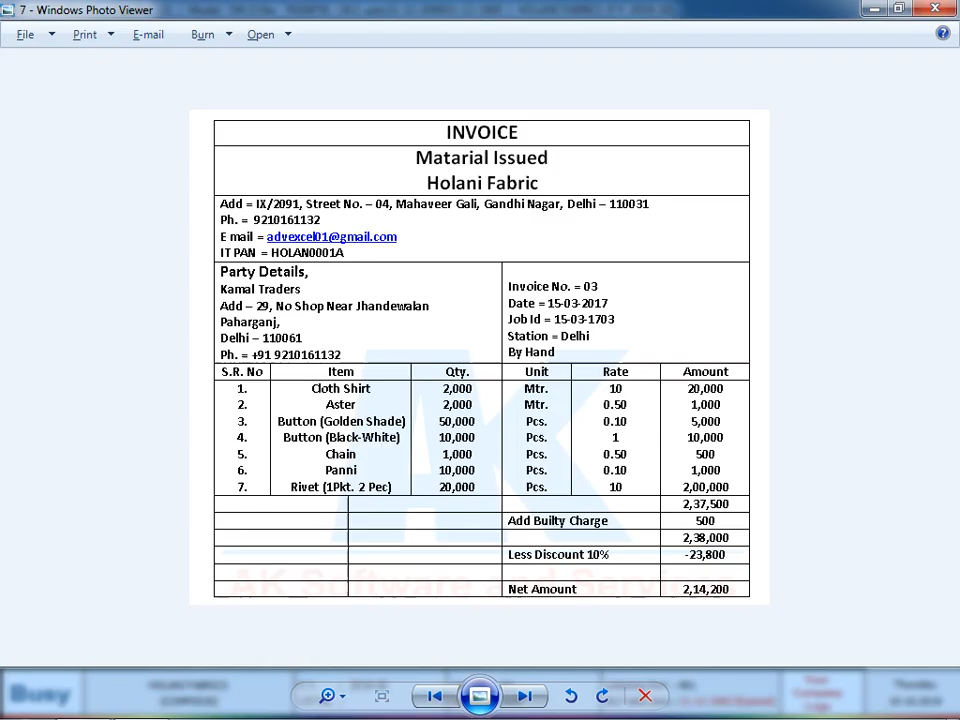 7 - Windows Photo Viewer
File Print E-mail Burn Open
INVOICE
Matarial Issued
Holani Fabric
Add = IX/2091, Street No. – 04, Mahaveer Gali, Gandhi Nagar, Delhi – 110031
Ph. = 9210161132
E mail = advexcel01@gmail.com
IT PAN = HOLAN0001A
Party Details,
Kamal Traders
Add – 29, No Shop Near Jhandewalan
Paharganj,
Delhi – 110061
Ph. = +91 9210161132
Invoice No. = 03
Date = 15-03-2017
Job Id = 15-03-1703
Station = Delhi
By Hand
S.R. No Item Qty. Unit Rate Amount
1. Cloth Shirt 2,000 Mtr. 10 20,000
2. Aster 2,000 Mtr. 0.50 1,000
3. Button (Golden Shade) 50,000 Pcs. 0.10 5,000
4. Button (Black-White) 10,000 Pcs. 1 10,000
5. Chain 1,000 Pcs. 0.50 500
6. Panni 10,000 Pcs. 0.10 1,000
7. Rivet (1Pkt. 2 Pec) 20,000 Pcs. 10 2,00,000
2,37,500
Add Builty Charge 500
2,38,000
Less Discount 10% -23,800
Net Amount 2,14,200
AK Software and Services
Busy
Your
Company
Logo